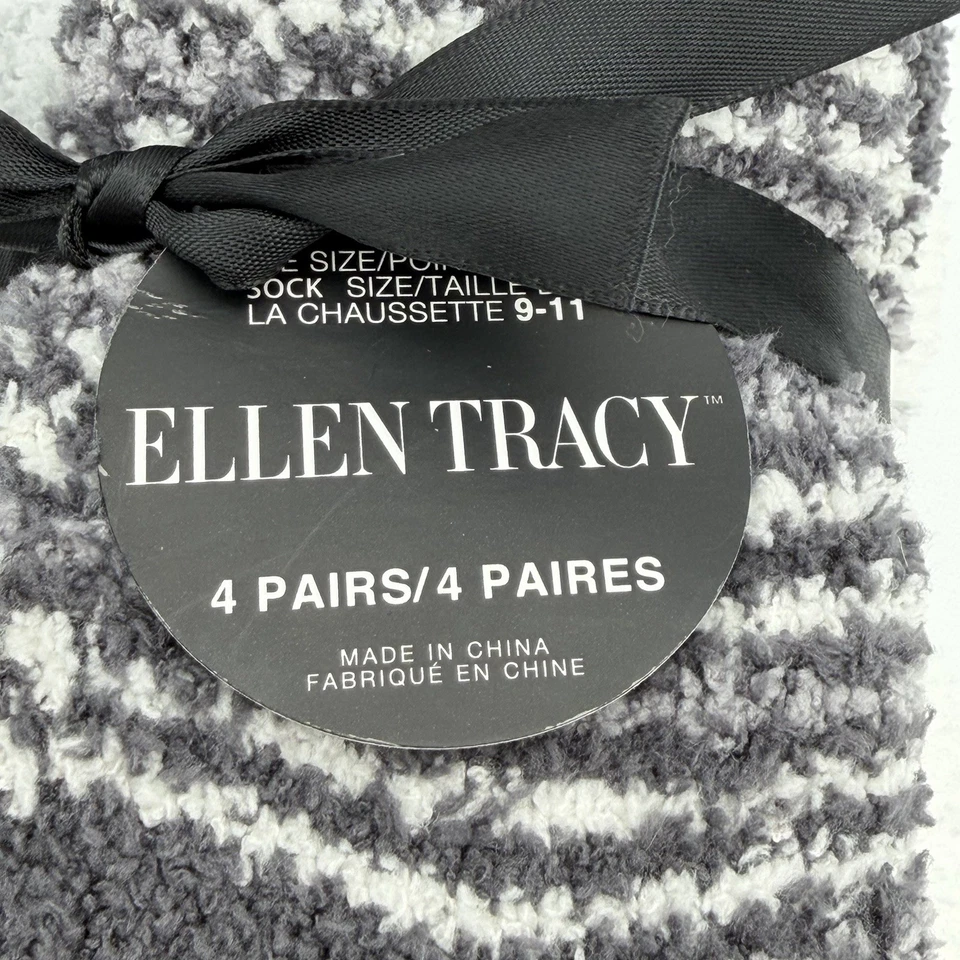 SIZE/
SOCK SIZE/TAILLE
LA CHAUSSETTE 9-11
ELLEN TRACY™
4 PAIRS/4 PAIRES
MADE IN CHINA
FABRIQUÉ EN CHINE